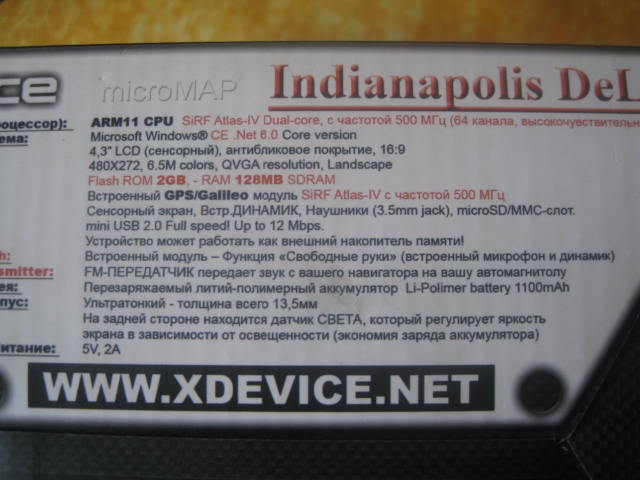 ce microMAP Indianapolis DeL
роцессор): ARM11 CPU SiRF Atlas-IV Dual-core, с частотой 500 МГц (64 канала, высокочувствительн
ема: Microsoft Windows® CE .Net 6.0 Core version
4,3" LCD (сенсорный), антибликовое покрытие, 16:9
480X272, 6.5M colors, QVGA resolution, Landscape
Flash ROM 2GB, - RAM 128MB SDRAM
Встроенный GPS/Galileo модуль SiRF Atlas-IV с частотой 500 МГц
Сенсорный экран, Встр.ДИНАМИК, Наушники (3.5mm jack), microSD/MMC-слот.
mini USB 2.0 Full speed! Up to 12 Mbps.
Устройство может работать как внешний накопитель памяти!
h: Встроенный модуль – Функция «Свободные руки» (встроенный микрофон и динамик)
smitter: FM-ПЕРЕДАТЧИК передает звук с вашего навигатора на вашу автомагнитолу
ея: Перезаряжаемый литий-полимерный аккумулятор Li-Polimer battery 1100mAh
пус: Ультратонкий - толщина всего 13,5мм
На задней стороне находится датчик СВЕТА, который регулирует яркость
экрана в зависимости от освещенности (экономия заряда аккумулятора)
итание: 5V, 2A
WWW.XDEVICE.NET